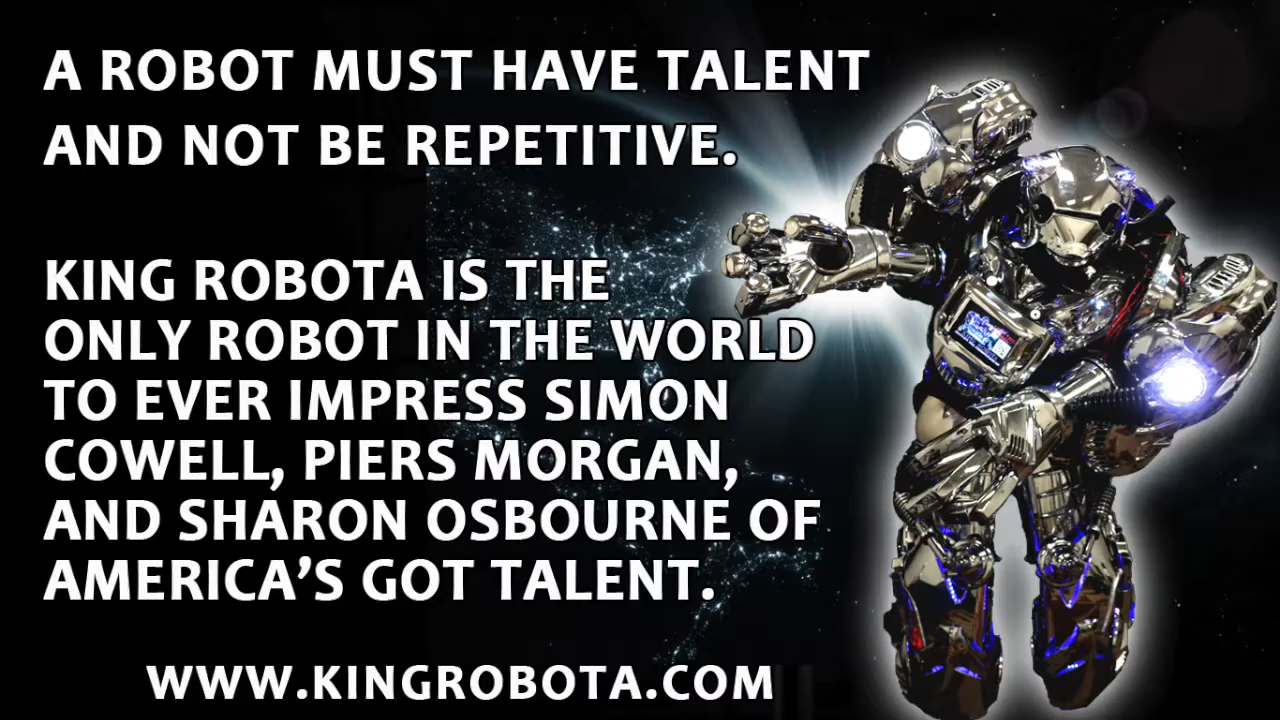 A ROBOT MUST HAVE TALENT
AND NOT BE REPETITIVE.
KING ROBOTA IS THE
ONLY ROBOT IN THE WORLD
TO EVER IMPRESS SIMON
COWELL, PIERS MORGAN,
AND SHARON OSBOURNE OF
AMERICA'S GOT TALENT.
WWW.KINGROBOTA.COM